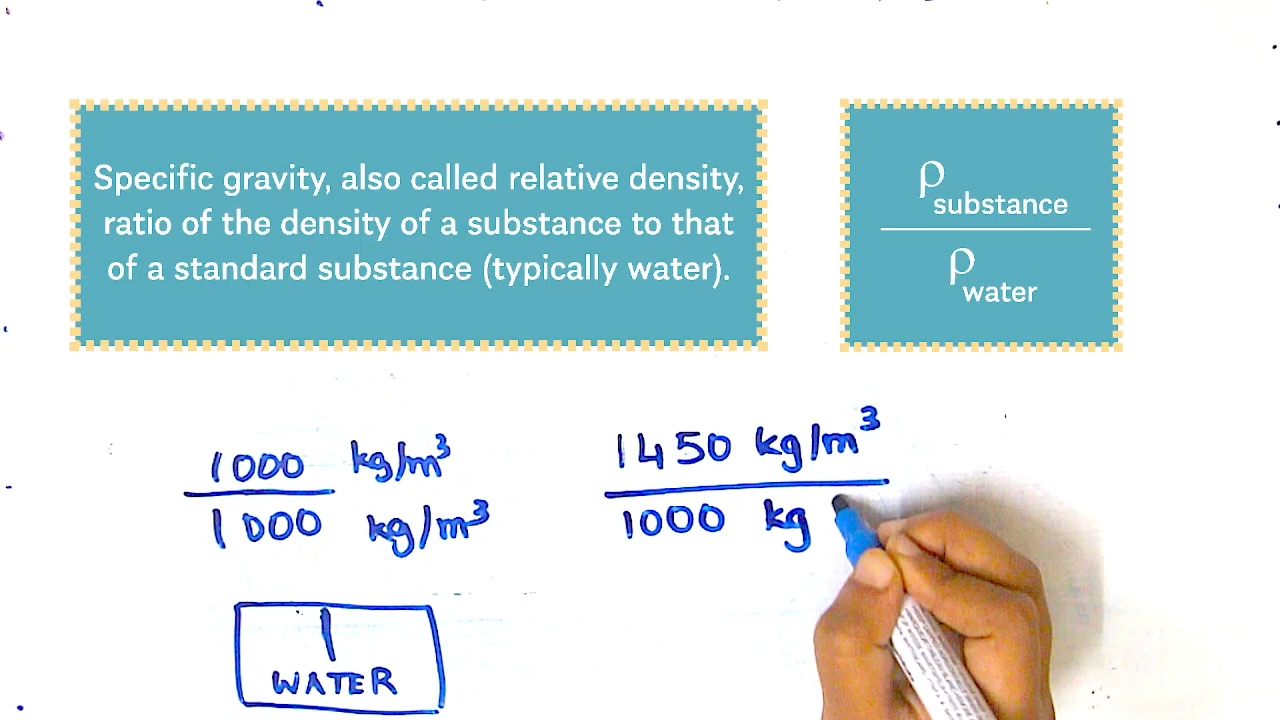 Specific gravity, also called relative density,
ratio of the density of a substance to that
of a standard substance (typically water).
ρ substance
ρ water
1000 kg/m³
1000 kg/m³
1450 kg/m³
1000 kg
1
WATER